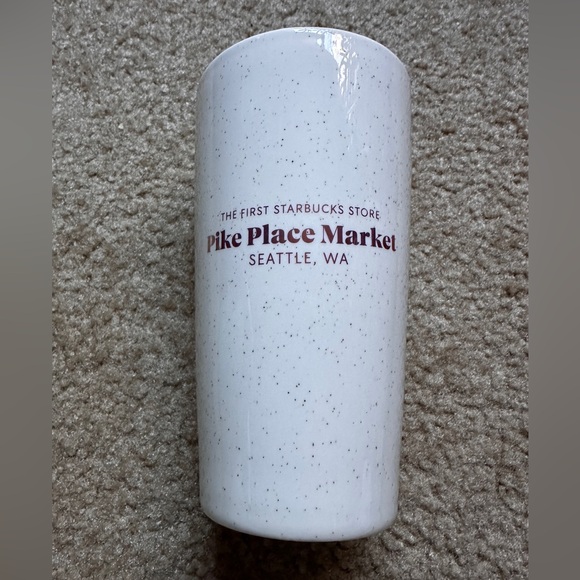 THE FIRST STARBUCKS STORE
Pike Place Market
SEATTLE, WA